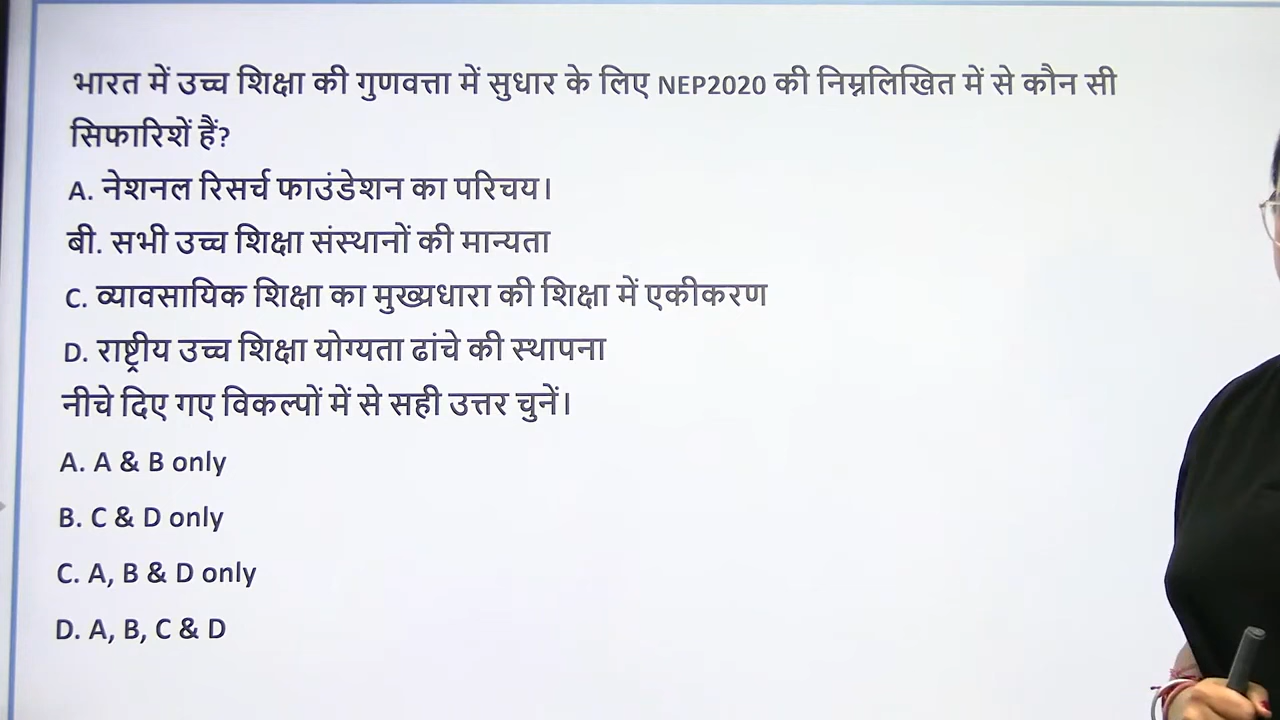 भारत में उच्च शिक्षा की गुणवत्ता में सुधार के लिए NEP2020 की निम्नलिखित में से कौन सी
सिफारिशें हैं?
A. नेशनल रिसर्च फाउंडेशन का परिचय।
बी. सभी उच्च शिक्षा संस्थानों की मान्यता
C. व्यावसायिक शिक्षा का मुख्यधारा की शिक्षा में एकीकरण
D. राष्ट्रीय उच्च शिक्षा योग्यता ढांचे की स्थापना
नीचे दिए गए विकल्पों में से सही उत्तर चुनें।
A. A & B only
B. C & D only
C. A, B & D only
D. A, B, C & D